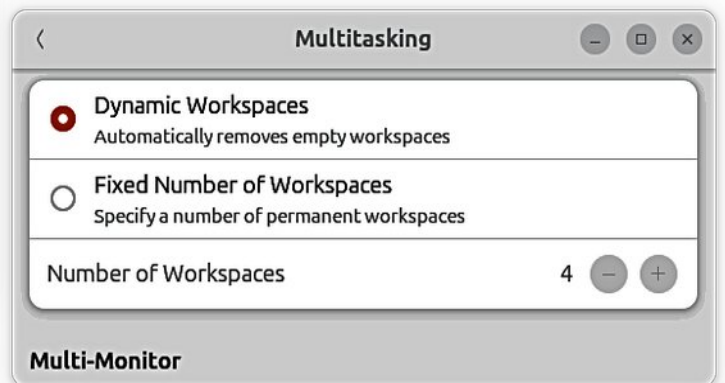 Multitasking
Dynamic Workspaces
Automatically removes empty workspaces
Fixed Number of Workspaces
Specify a number of permanent workspaces
Number of Workspaces 4
Multi-Monitor